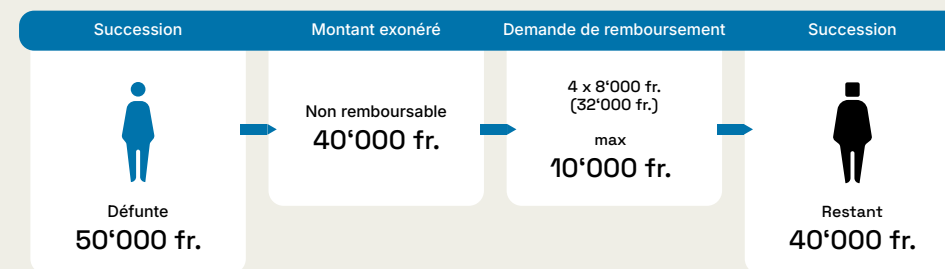 Succession
Montant exonéré
Demande de remboursement
Succession
Défunte
50‘000 fr.
Non remboursable
40‘000 fr.
4 x 8‘000 fr.
(32‘000 fr.)
max
10‘000 fr.
Restant
40‘000 fr.